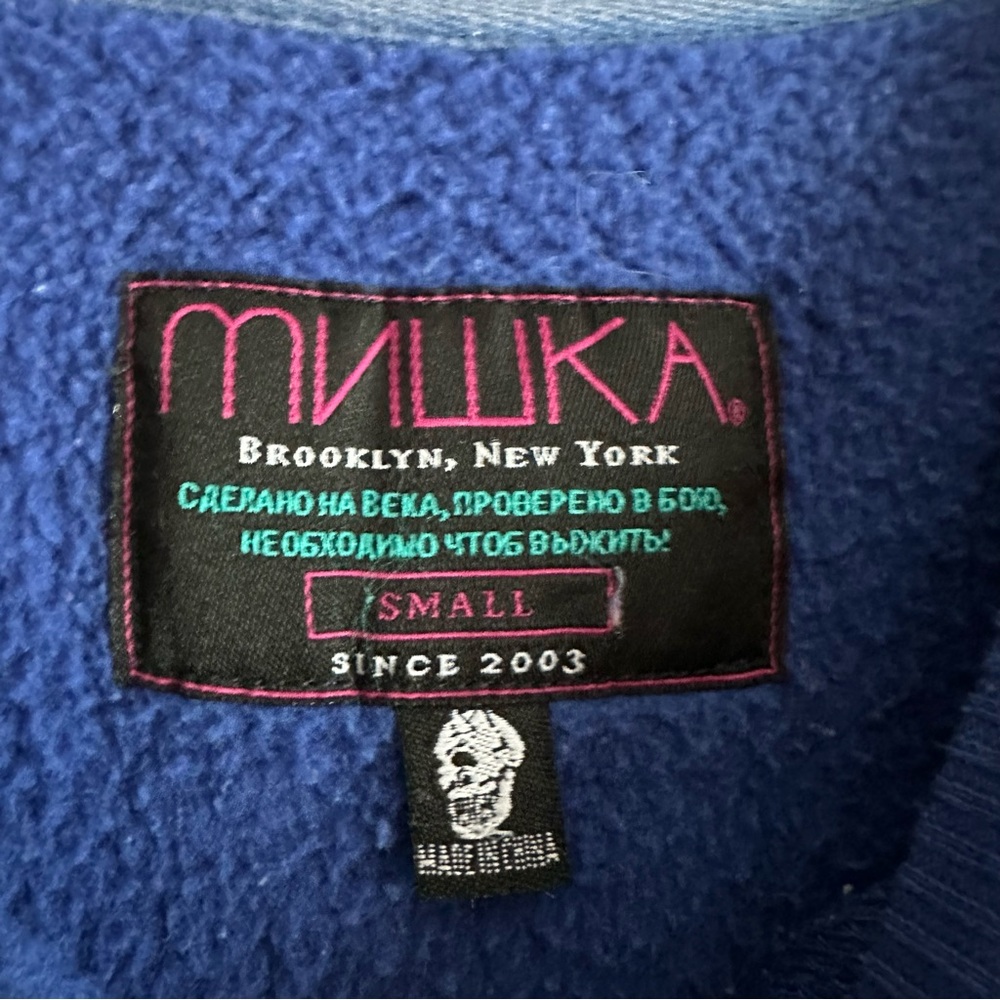 МИШКА®
BROOKLYN, NEW YORK
СДЕЛАНО НА ВЕКА, ПРОВЕРЕНО В БОЮ,
НЕОБХОДИМО ЧТОБ ВЫЖИТЬ!
SMALL
SINCE 2003
MADE IN CHINA